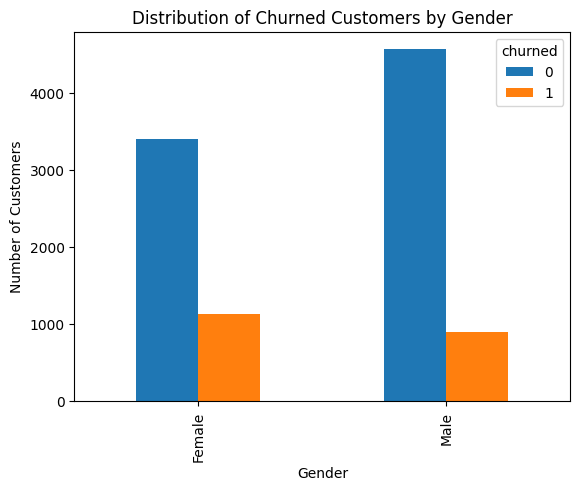 Distribution of Churned Customers by Gender
churned
0
1
4000
3000
2000
1000
0
Number of Customers
Female
Male
Gender